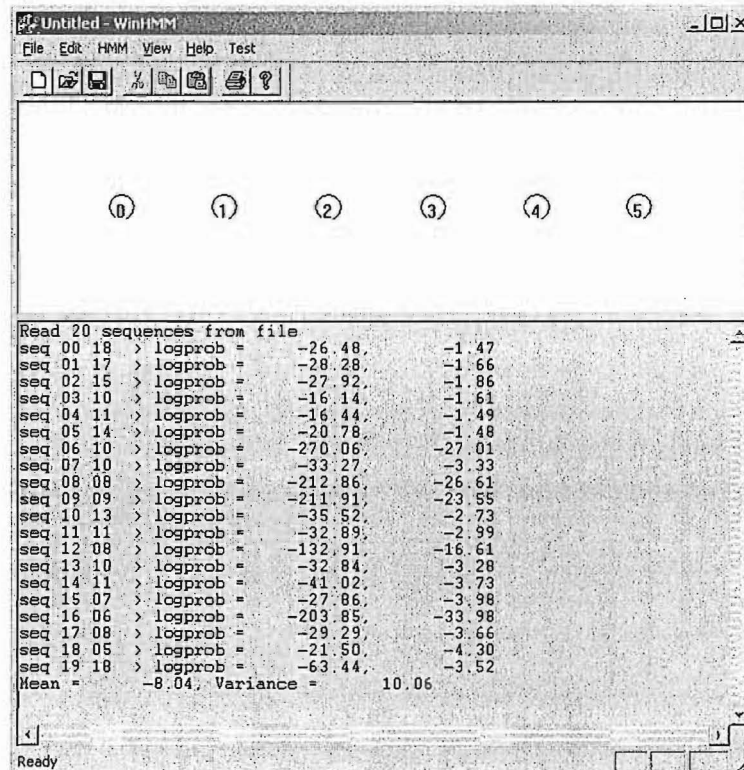 Untitled - WinHMM
File Edit HMM View Help Test
0 1 2 3 4 5
Read 20 sequences from file
seq 00 18 > logprob = -26.48, -1.47
seq 01 17 > logprob = -28.28, -1.66
seq 02 15 > logprob = -27.92, -1.86
seq 03 10 > logprob = -16.14, -1.61
seq 04 11 > logprob = -16.44, -1.49
seq 05 14 > logprob = -20.78, -1.48
seq 06 10 > logprob = -270.06, -27.01
seq 07 10 > logprob = -33.27, -3.33
seq 08 08 > logprob = -212.86, -26.61
seq 09 09 > logprob = -211.91, -23.55
seq 10 13 > logprob = -35.52, -2.73
seq 11 11 > logprob = -32.89, -2.99
seq 12 08 > logprob = -132.91, -16.61
seq 13 10 > logprob = -32.84, -3.28
seq 14 11 > logprob = -41.02, -3.73
seq 15 07 > logprob = -27.86, -3.98
seq 16 06 > logprob = -203.85, -33.98
seq 17 08 > logprob = -29.29, -3.66
seq 18 05 > logprob = -21.50, -4.30
seq 19 18 > logprob = -63.44, -3.52
Mean = -8.04, Variance = 10.06
Ready